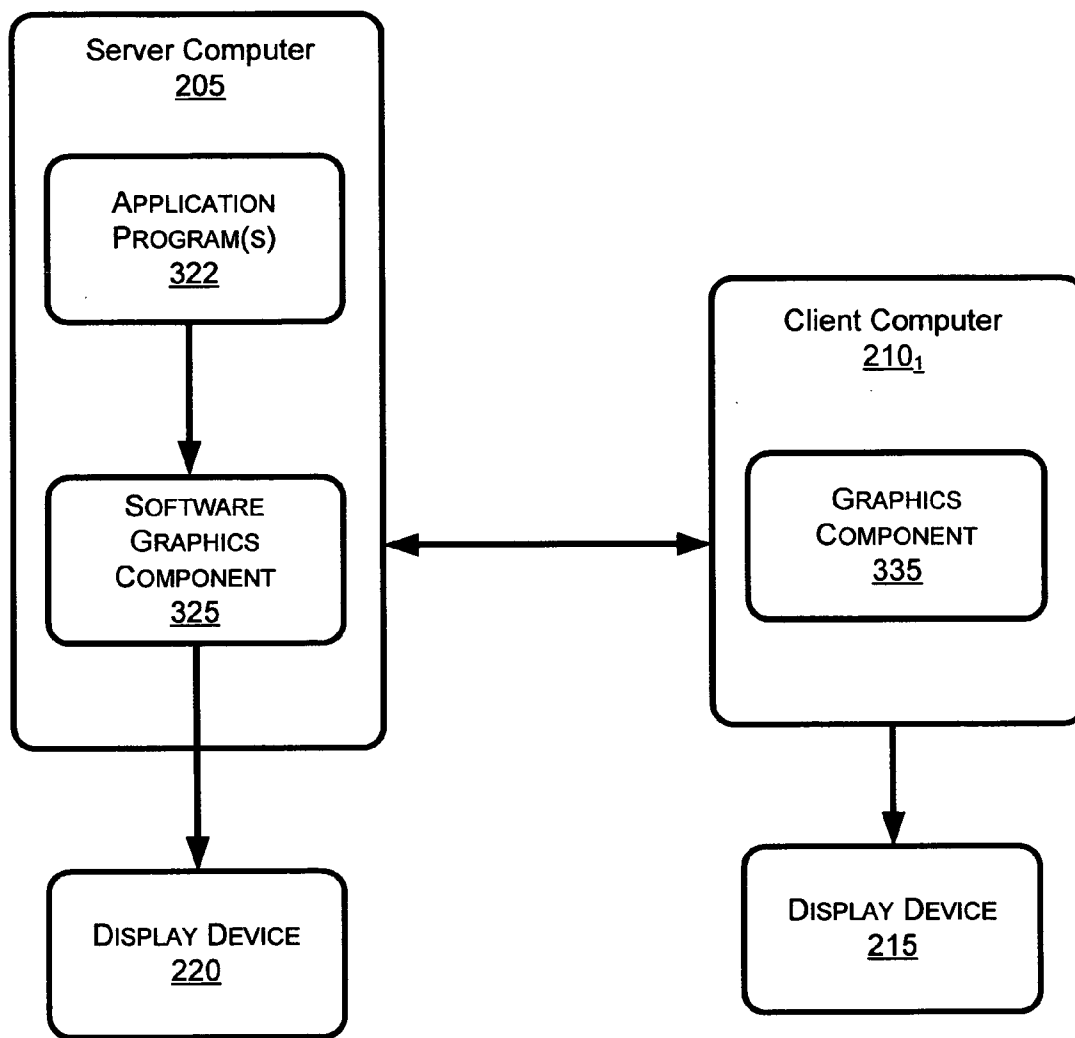 Server Computer
205
APPLICATION
PROGRAM(S)
322
SOFTWARE
GRAPHICS
COMPONENT
325
DISPLAY DEVICE
220
Client Computer
210₁
GRAPHICS
COMPONENT
335
DISPLAY DEVICE
215